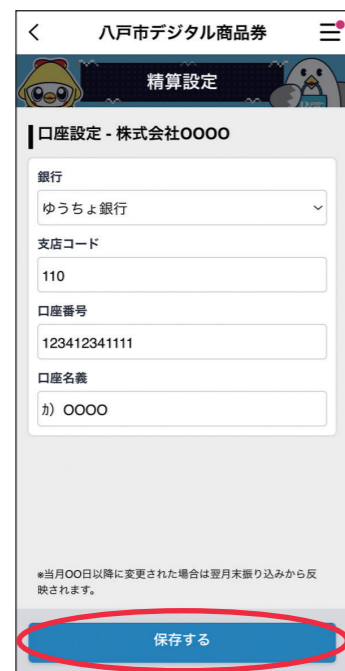 八戸市デジタル商品券
精算設定
口座設定 - 株式会社OOOO
銀行
ゆうちょ銀行
支店コード
110
口座番号
123412341111
口座名義
ｶ）OOOO
※当月OO日以降に変更された場合は翌月末振り込みから反
映されます。
保存する